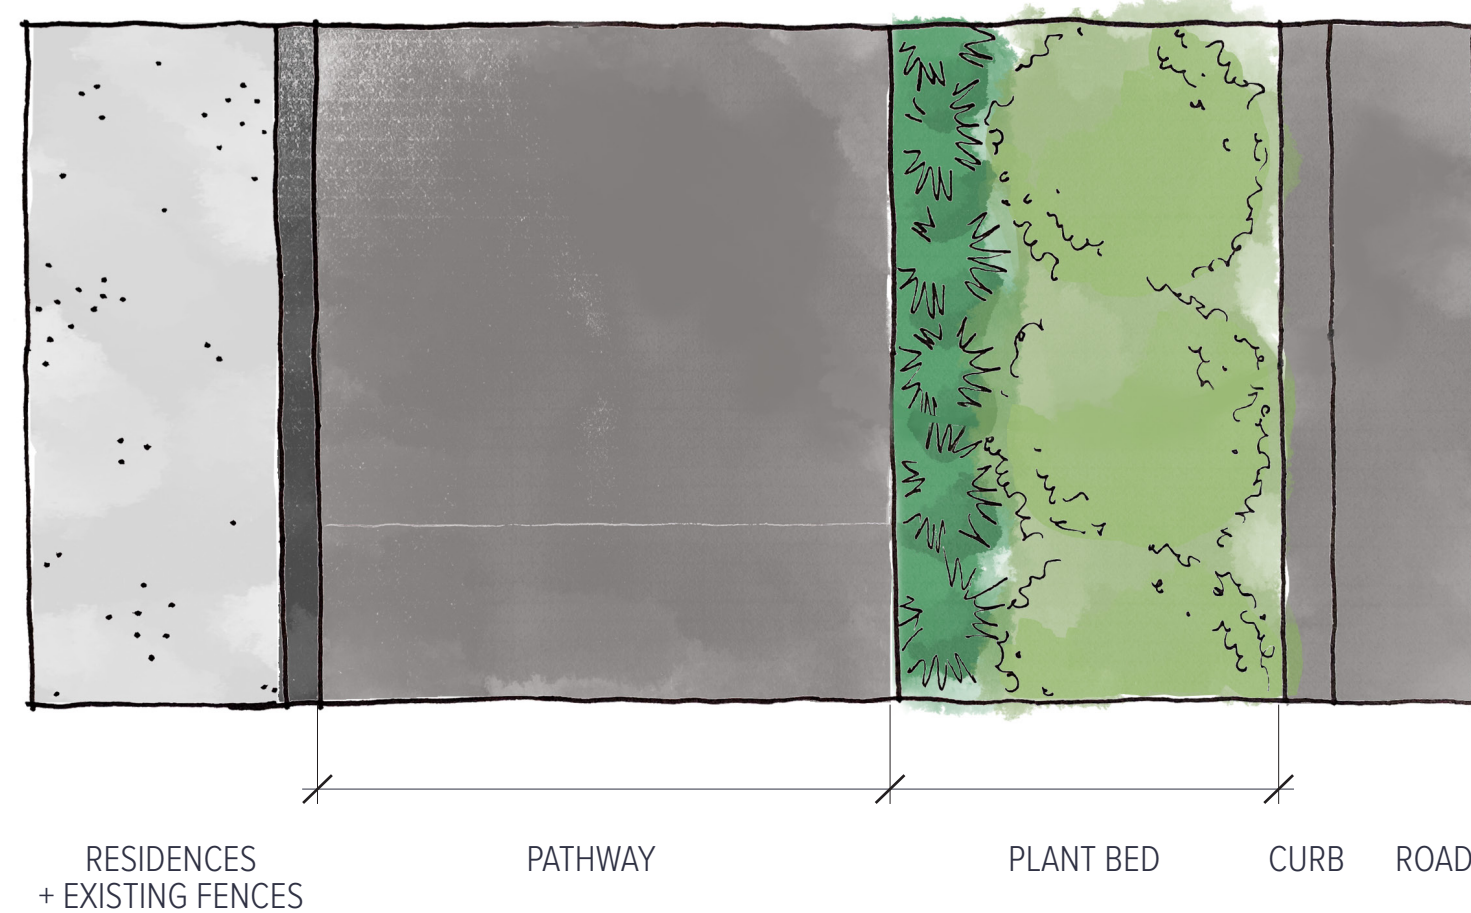 RESIDENCES
+ EXISTING FENCES
PATHWAY
PLANT BED
CURB
ROAD